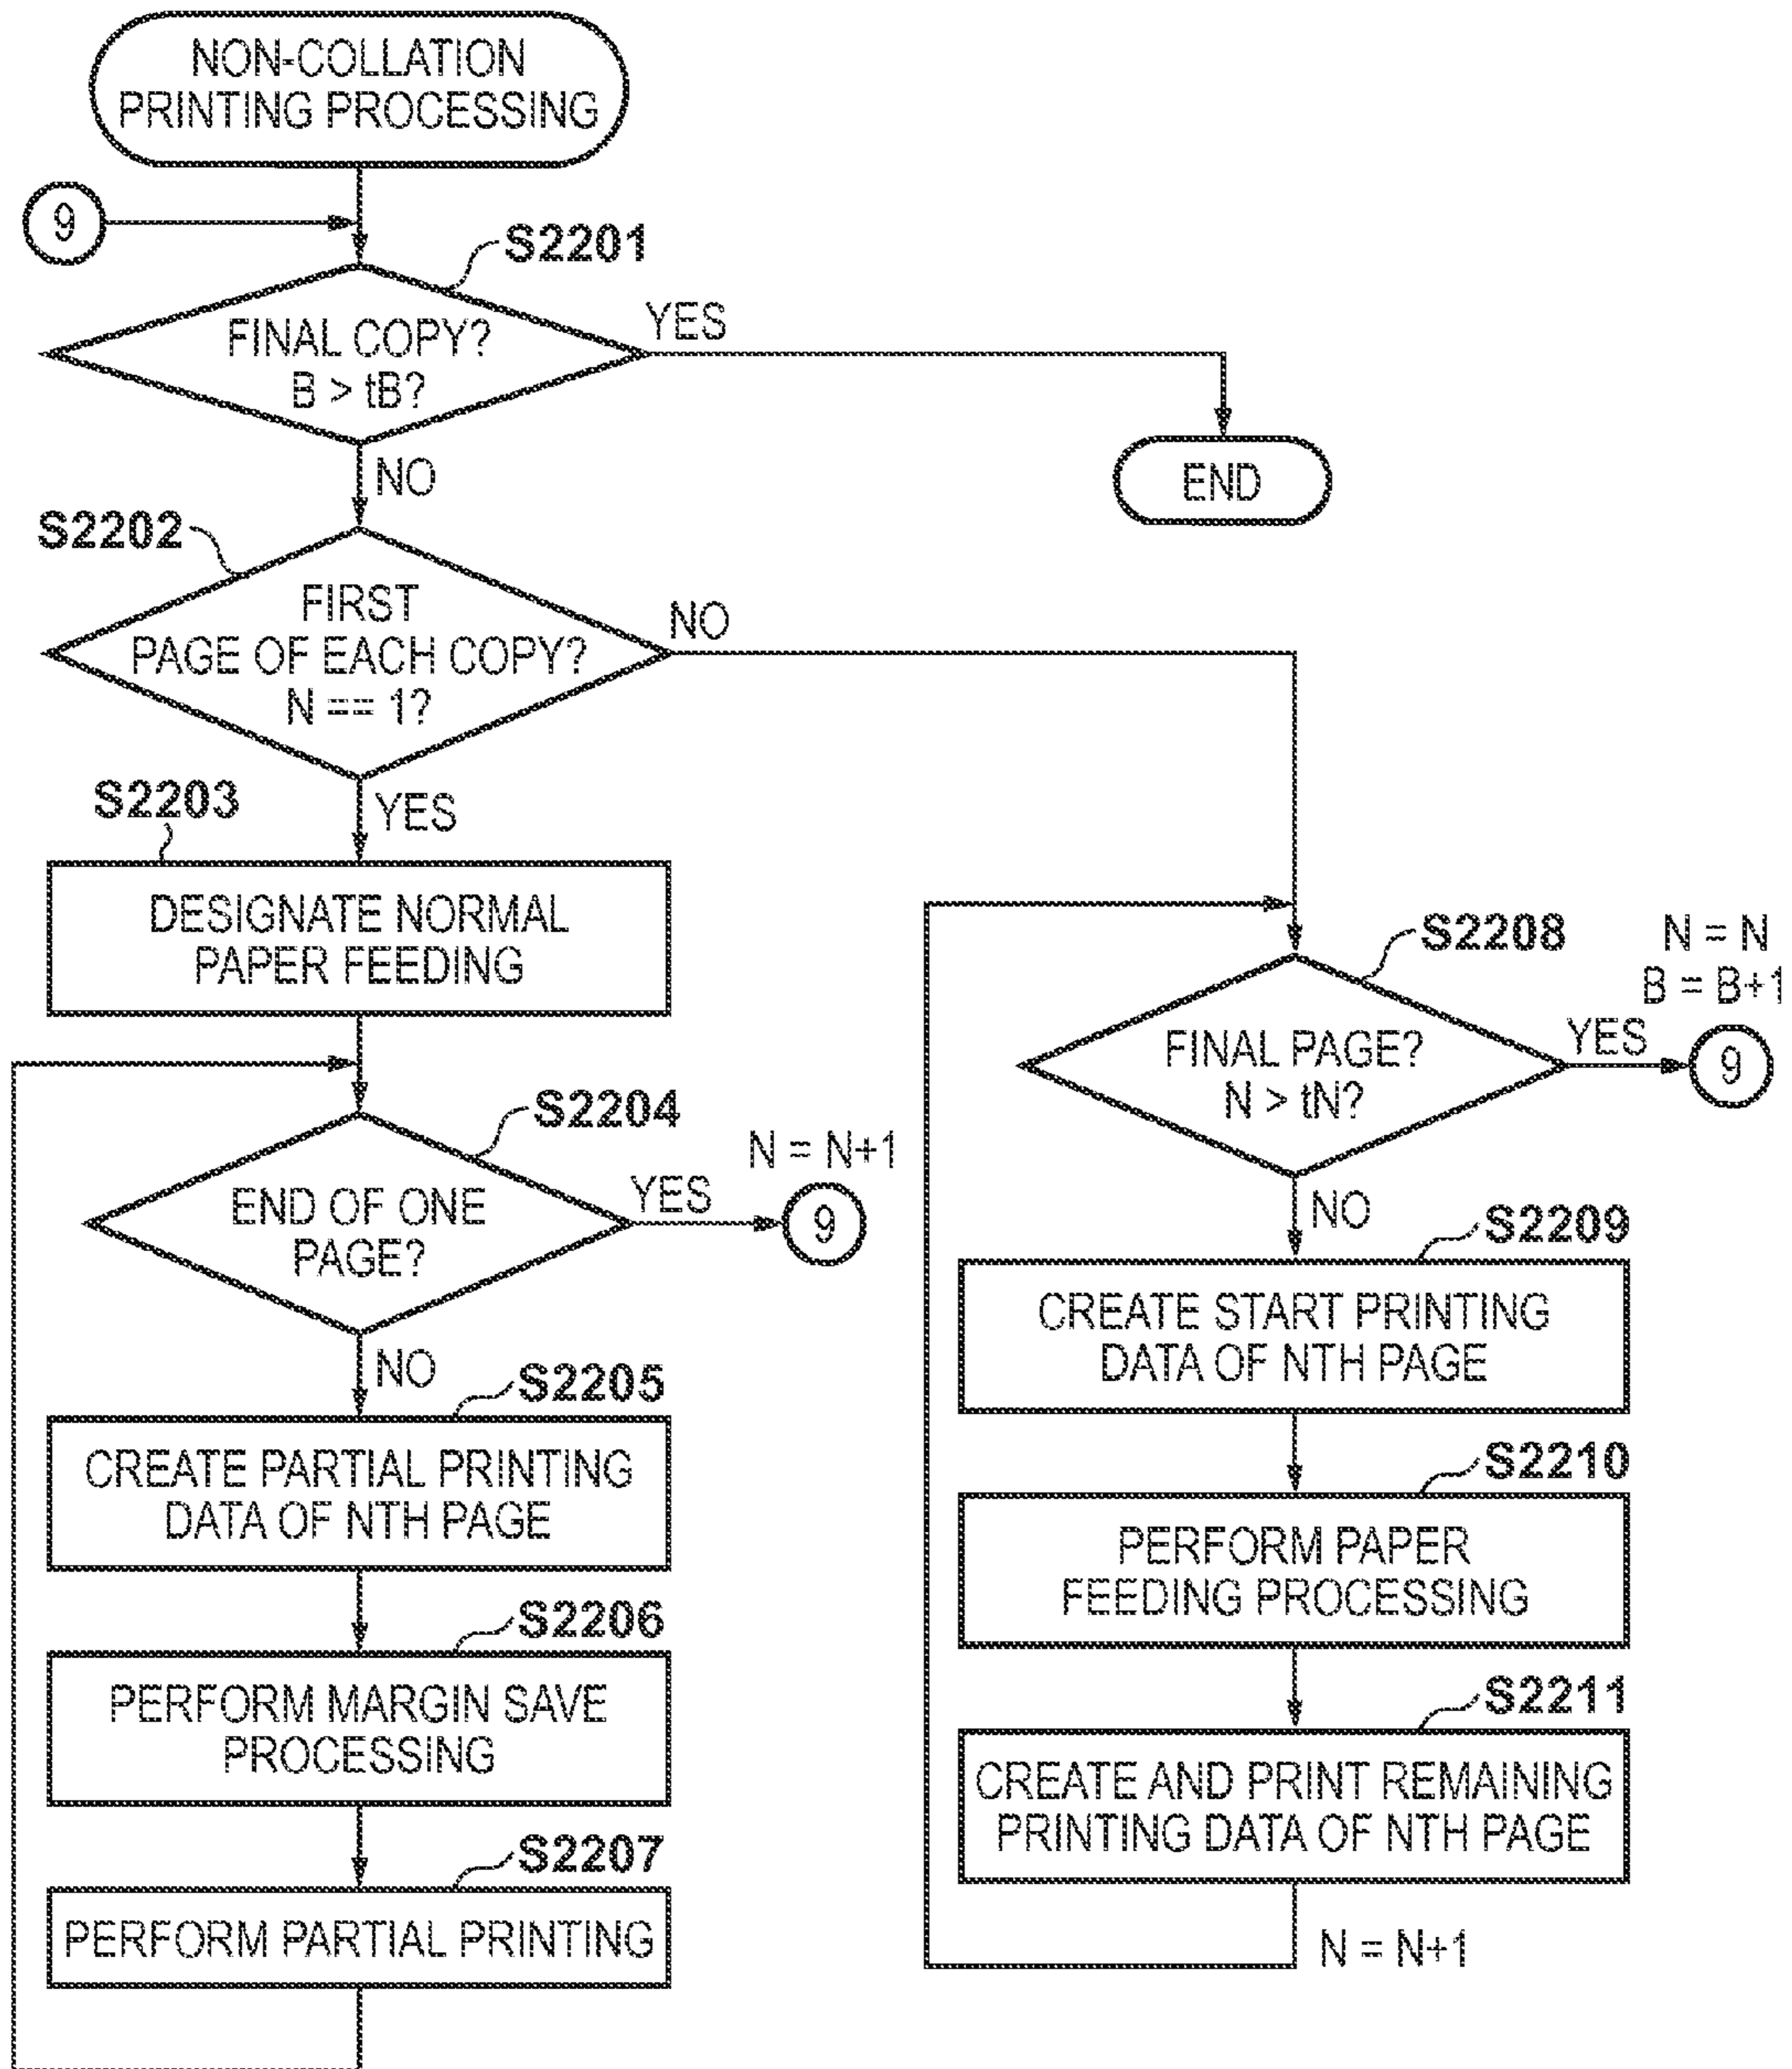 NON-COLLATION
PRINTING PROCESSING
9
S2201
FINAL COPY?
B > tB?
YES
END
NO
S2202
FIRST
PAGE OF EACH COPY?
N == 1?
NO
YES
S2203
DESIGNATE NORMAL
PAPER FEEDING
S2204
END OF ONE
PAGE?
YES
N = N+1
9
NO
S2205
CREATE PARTIAL PRINTING
DATA OF NTH PAGE
S2206
PERFORM MARGIN SAVE
PROCESSING
S2207
PERFORM PARTIAL PRINTING
S2208
FINAL PAGE?
N > tN?
YES
N = N
B = B+1
9
NO
S2209
CREATE START PRINTING
DATA OF NTH PAGE
S2210
PERFORM PAPER
FEEDING PROCESSING
S2211
CREATE AND PRINT REMAINING
PRINTING DATA OF NTH PAGE
N = N+1